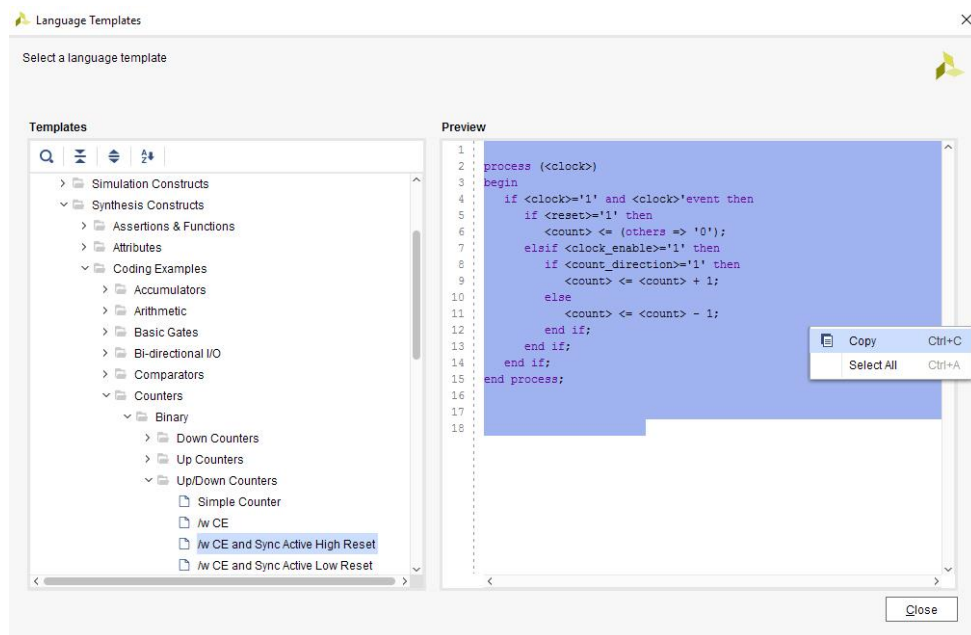 Language Templates
Select a language template
Templates
Simulation Constructs
Synthesis Constructs
Assertions & Functions
Attributes
Coding Examples
Accumulators
Arithmetic
Basic Gates
Bi-directional I/O
Comparators
Counters
Binary
Down Counters
Up Counters
Up/Down Counters
Simple Counter
/w CE
/w CE and Sync Active High Reset
/w CE and Sync Active Low Reset
Preview
1
2 process (<clock>)
3 begin
4 if <clock>='1' and <clock>'event then
5 if <reset>='1' then
6 <count> <= (others => '0');
7 elsif <clock_enable>='1' then
8 if <count_direction>='1' then
9 <count> <= <count> + 1;
10 else
11 <count> <= <count> - 1;
12 end if;
13 end if;
14 end if;
15 end process;
16
17
18
Copy Ctrl+C
Select All Ctrl+A
Close